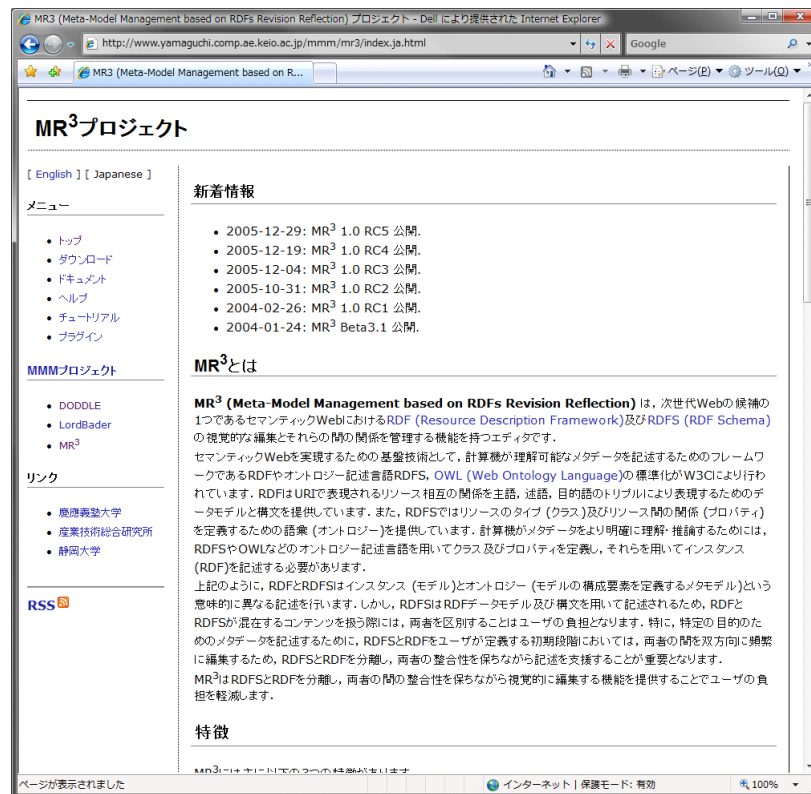 MR3 (Meta-Model Management based on RDFs Revision Reflection) プロジェクト - Dell により提供された Internet Explorer
http://www.yamaguchi.comp.ae.keio.ac.jp/mmm/mr3/index.ja.html
Google
MR3 (Meta-Model Management based on R...
ページ(P)
ツール(O)
MR³プロジェクト
[ English ] [ Japanese ]
メニュー
トップ
ダウンロード
ドキュメント
ヘルプ
チュートリアル
プラグイン
MMMプロジェクト
DODDLE
LordBader
MR³
リンク
慶應義塾大学
産業技術総合研究所
静岡大学
RSS
新着情報
2005-12-29: MR³ 1.0 RC5 公開.
2005-12-19: MR³ 1.0 RC4 公開.
2005-12-04: MR³ 1.0 RC3 公開.
2005-10-31: MR³ 1.0 RC2 公開.
2004-02-26: MR³ 1.0 RC1 公開.
2004-01-24: MR³ Beta3.1 公開.
MR³とは
MR³ (Meta-Model Management based on RDFs Revision Reflection) は, 次世代Webの候補の
1つであるセマンティックWebにおけるRDF (Resource Description Framework)及びRDFS (RDF Schema)
の視覚的な編集とそれらの間の関係を管理する機能を持つエディタです.
セマンティックWebを実現するための基盤技術として, 計算機が理解可能なメタデータを記述するためのフレームワ
ークであるRDFやオントロジー記述言語RDFS, OWL (Web Ontology Language)の標準化がW3Cにより行わ
れています. RDFはURIで表現されるリソース相互の関係を主語, 述語, 目的語のトリプルにより表現するためのデ
ータモデルと構文を提供しています. また, RDFSではリソースのタイプ (クラス)及びリソース間の関係 (プロパティ)
を定義するための語彙 (オントロジー)を提供しています. 計算機がメタデータをより明確に理解・推論するためには,
RDFSやOWLなどのオントロジー記述言語を用いてクラス及びプロパティを定義し, それらを用いてインスタンス
(RDF)を記述する必要があります.
上記のように, RDFとRDFSはインスタンス (モデル)とオントロジー (モデルの構成要素を定義するメタモデル)という
意味的に異なる記述を行います. しかし, RDFSはRDFデータモデル及び構文を用いて記述されるため, RDFと
RDFSが混在するコンテンツを扱う際には, 両者を区別することはユーザの負担となります. 特に, 特定の目的のた
めのメタデータを記述するために, RDFSとRDFをユーザが定義する初期段階においては, 両者の間を双方向に頻繁
に編集するため, RDFSとRDFを分離し, 両者の整合性を保ちながら記述を支援することが重要となります.
MR³はRDFSとRDFを分離し, 両者の間の整合性を保ちながら視覚的に編集する機能を提供することでユーザの負
担を軽減します.
特徴
MR³には主に以下の3つの特徴があります
ページが表示されました
インターネット | 保護モード: 有効
100%